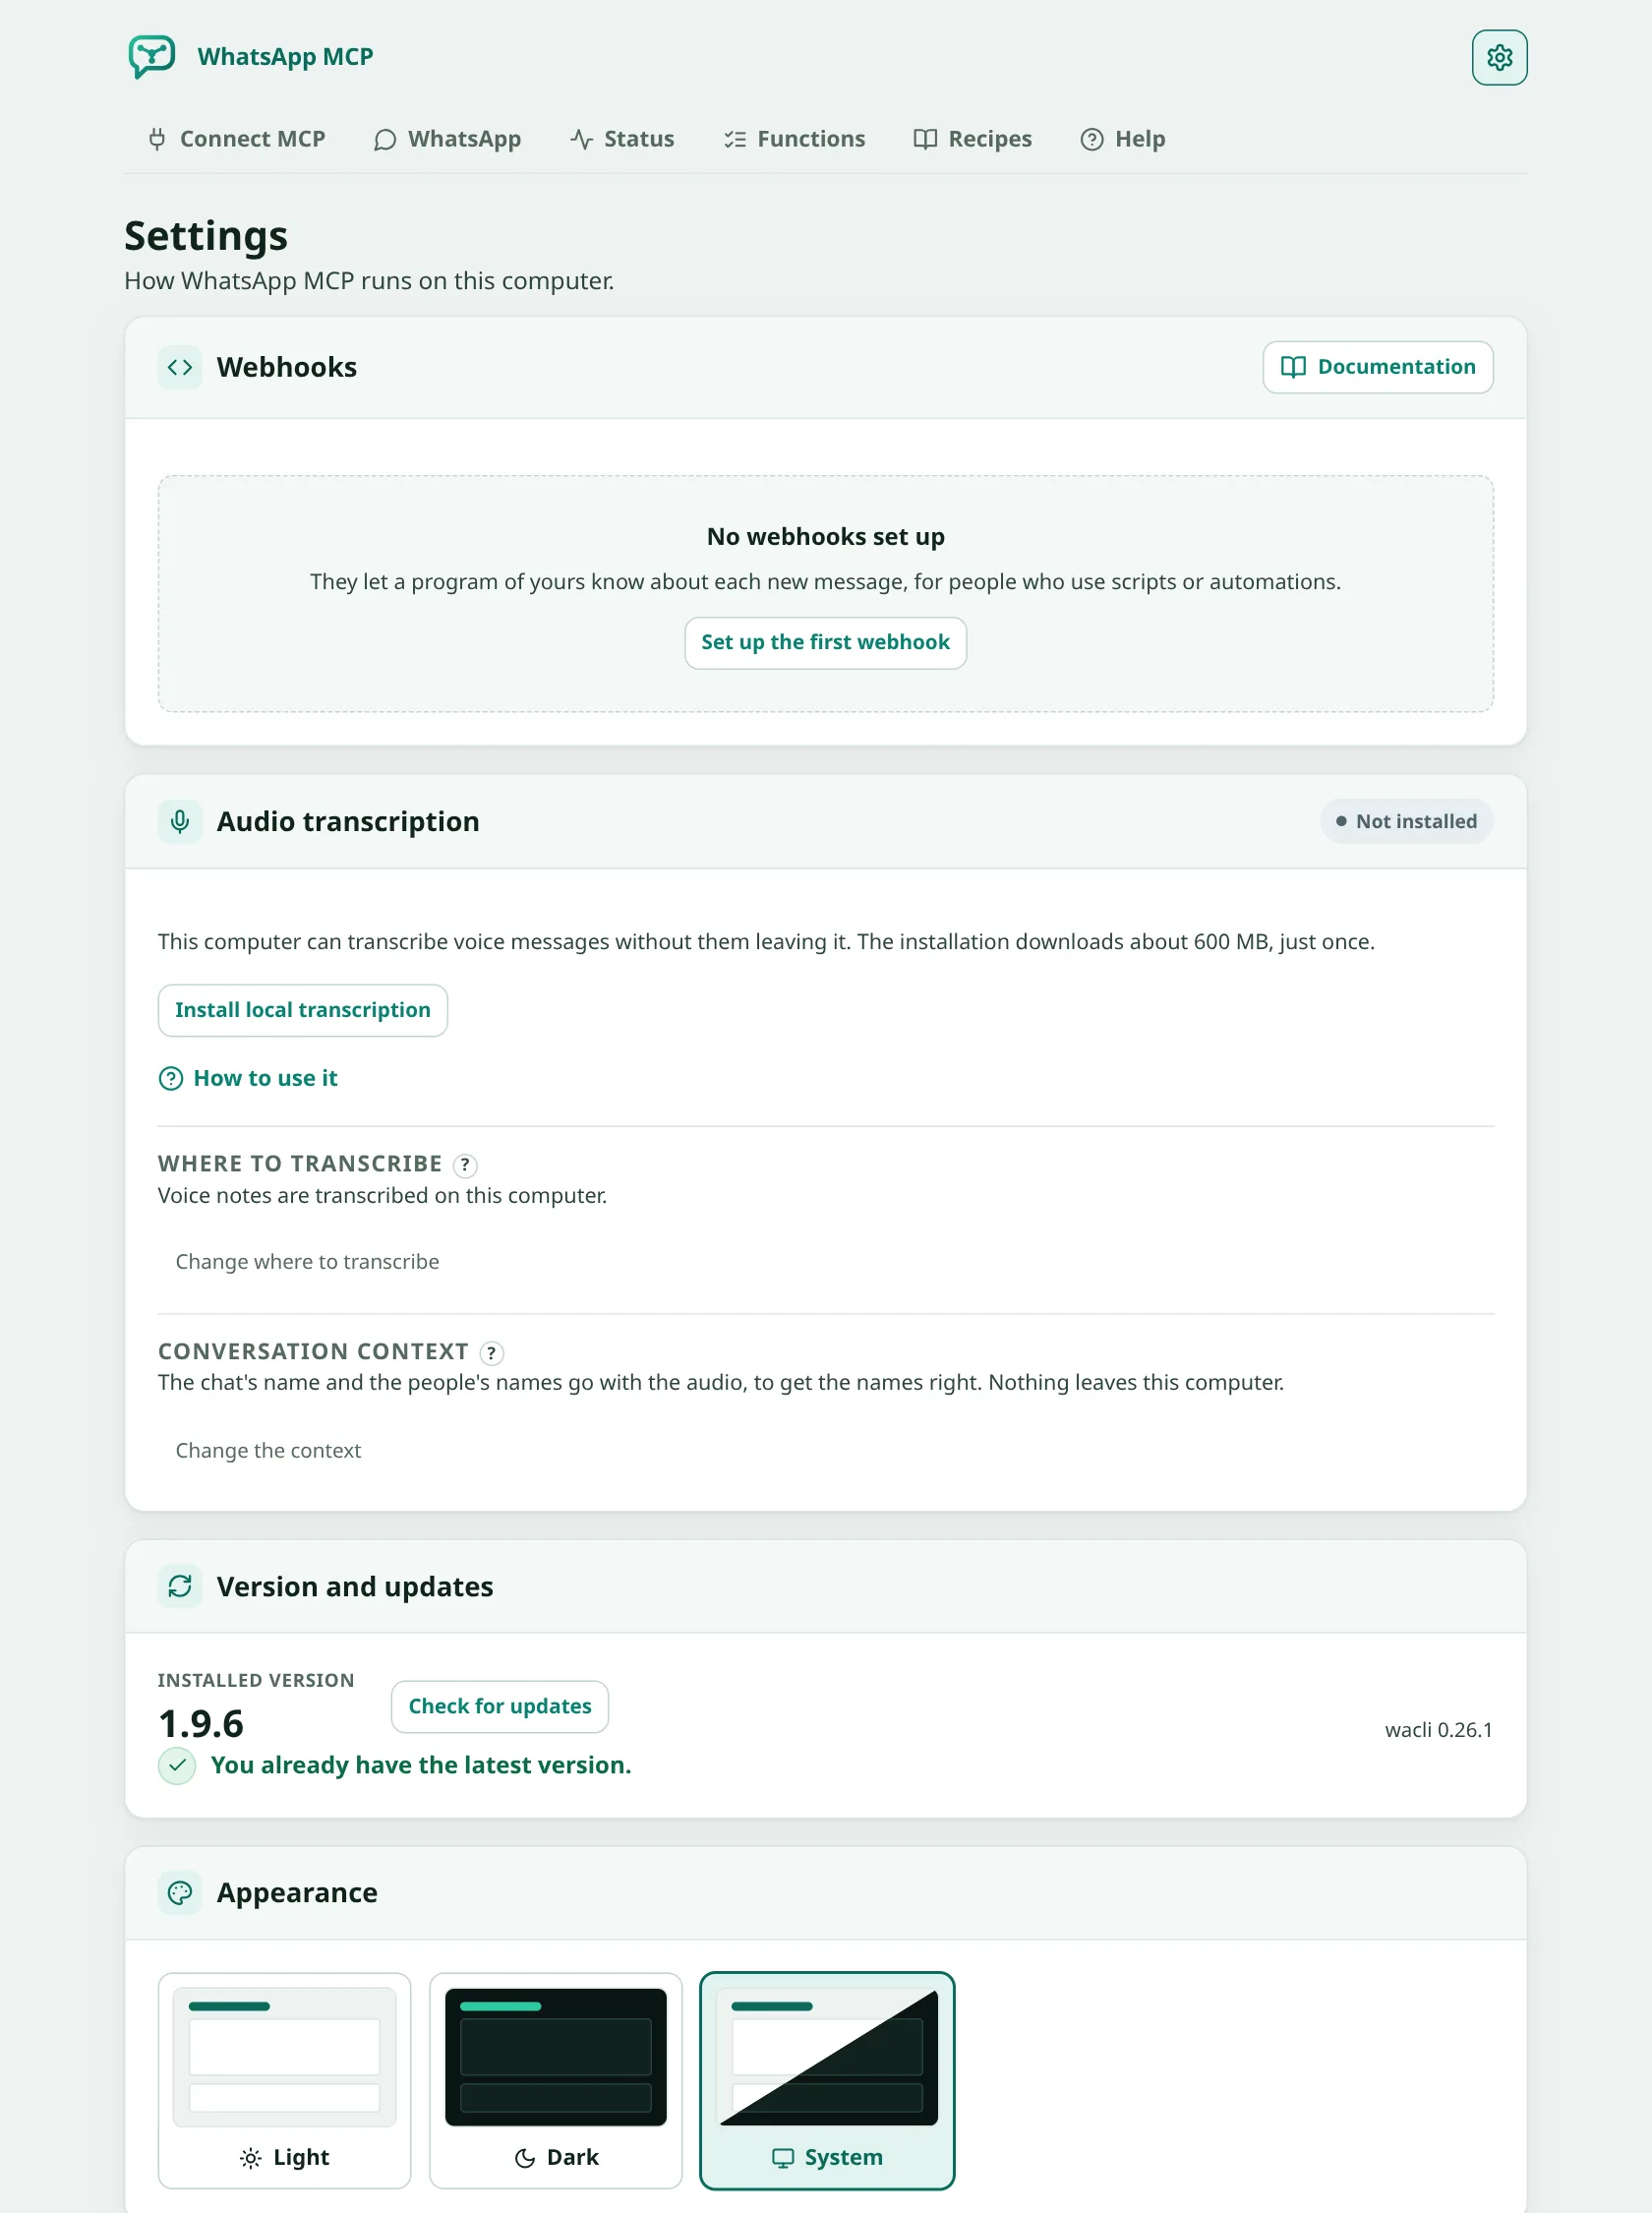 WhatsApp MCP
Connect MCP
WhatsApp
Status
Functions
Recipes
Help
Settings
How WhatsApp MCP runs on this computer.
Webhooks
Documentation
No webhooks set up
They let a program of yours know about each new message, for people who use scripts or automations.
Set up the first webhook
Audio transcription
Not installed
This computer can transcribe voice messages without them leaving it. The installation downloads about 600 MB, just once.
Install local transcription
? How to use it
WHERE TO TRANSCRIBE ?
Voice notes are transcribed on this computer.
Change where to transcribe
CONVERSATION CONTEXT ?
The chat's name and the people's names go with the audio, to get the names right. Nothing leaves this computer.
Change the context
Version and updates
INSTALLED VERSION
1.9.6
Check for updates
wacli 0.26.1
You already have the latest version.
Appearance
Light
Dark
System